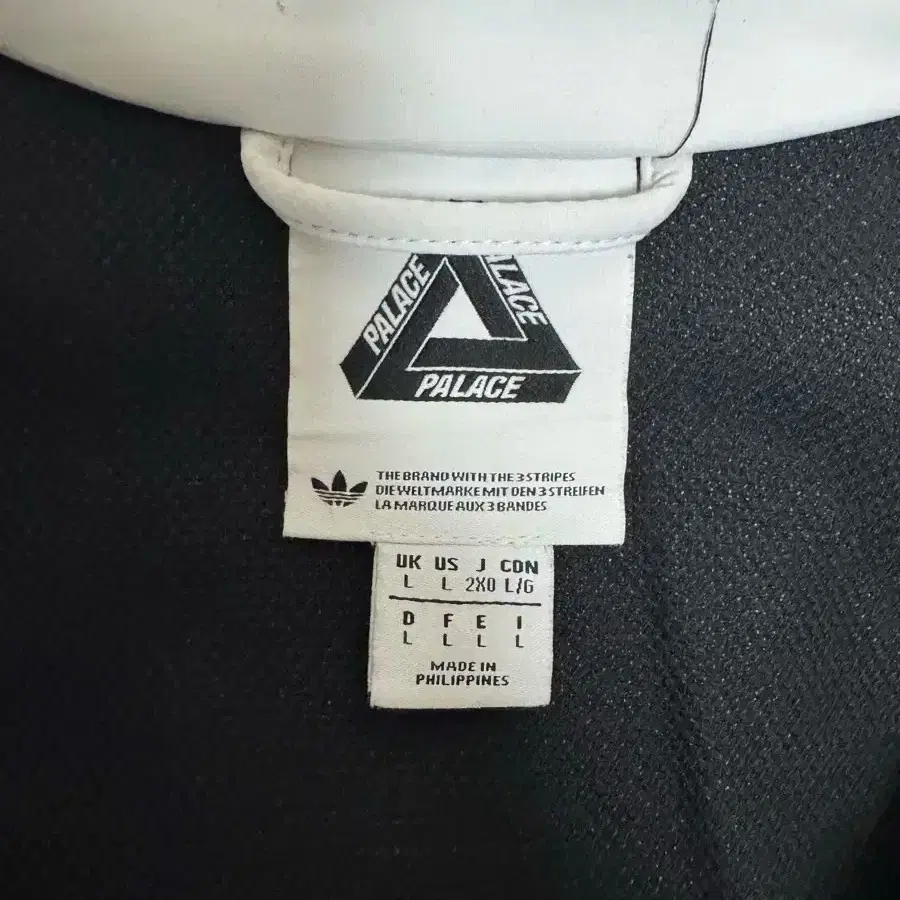 PALACE
PALACE
PALACE
THE BRAND WITH THE 3 STRIPES
DIE WELTMARKE MIT DEN 3 STREIFEN
LA MARQUE AUX 3 BANDES
UK US J CDN
L L 2XO L/G
D F E I
L L L L
MADE IN
PHILIPPINES